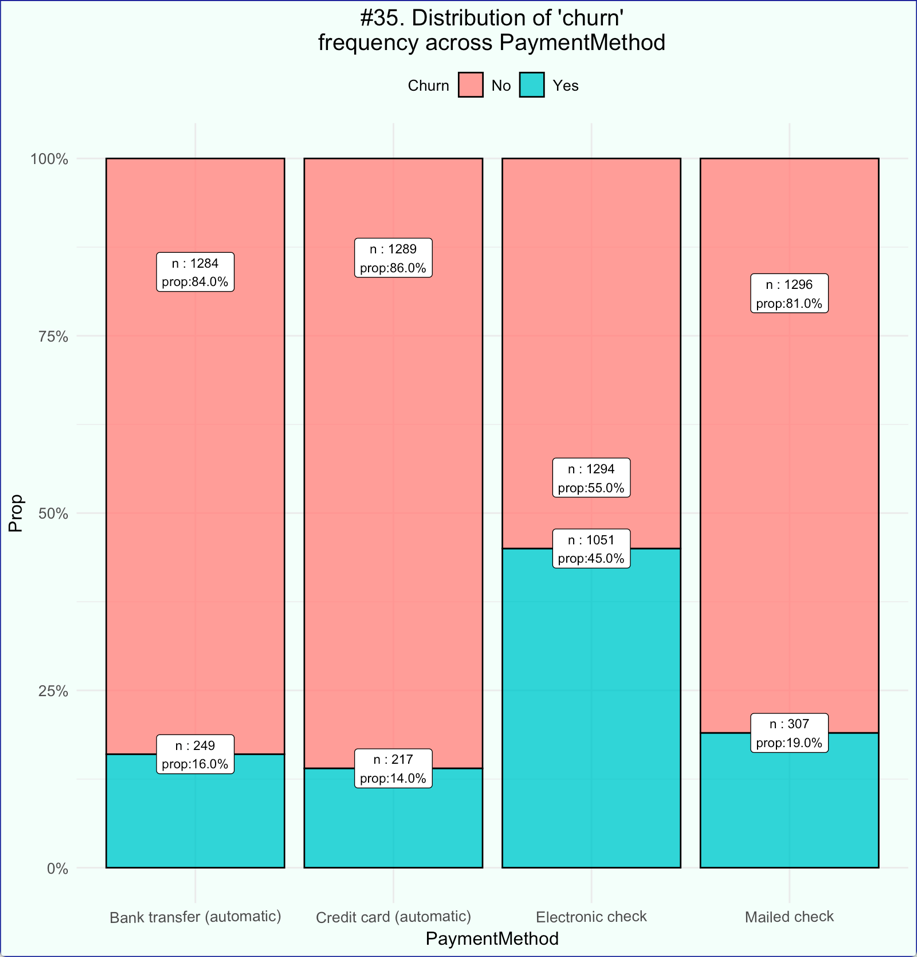 #35. Distribution of 'churn'
frequency across PaymentMethod
Churn No Yes
100%
75%
50%
25%
0%
Prop
n : 1284
prop:84.0%
n : 249
prop:16.0%
n : 1289
prop:86.0%
n : 217
prop:14.0%
n : 1294
prop:55.0%
n : 1051
prop:45.0%
n : 1296
prop:81.0%
n : 307
prop:19.0%
Bank transfer (automatic) Credit card (automatic) Electronic check Mailed check
PaymentMethod